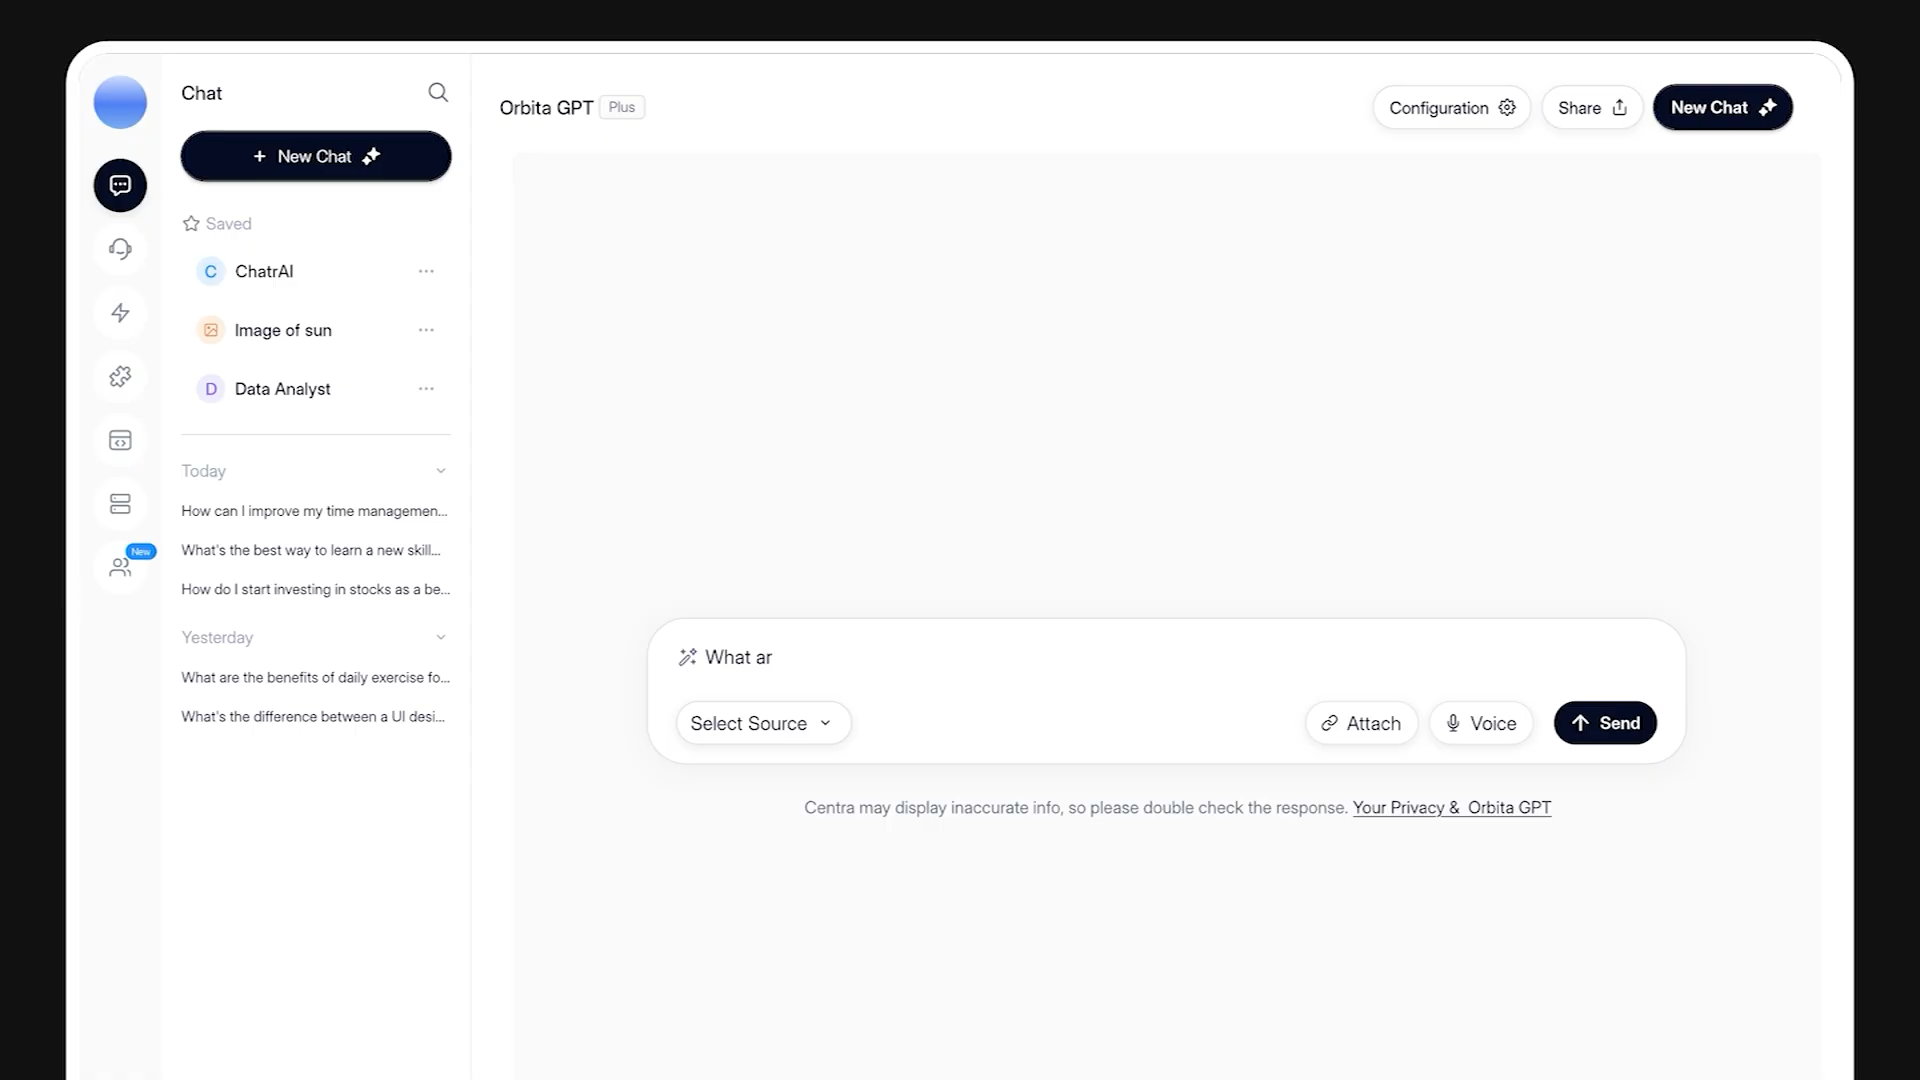 Chat
+ New Chat
Saved
C ChatrAI
Image of sun
D Data Analyst
Today
How can I improve my time managemen...
What's the best way to learn a new skill...
How do I start investing in stocks as a be...
Yesterday
What are the benefits of daily exercise fo...
What's the difference between a UI desi...
New
Orbita GPT Plus
Configuration
Share
New Chat
What ar
Select Source
Attach
Voice
Send
Centra may display inaccurate info, so please double check the response. Your Privacy & Orbita GPT